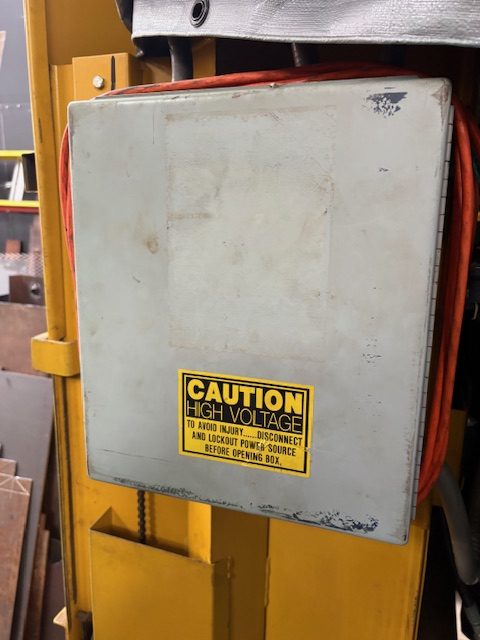 CAUTION
HIGH VOLTAGE
TO AVOID INJURY......DISCONNECT
AND LOCKOUT POWER SOURCE
BEFORE OPENING BOX.